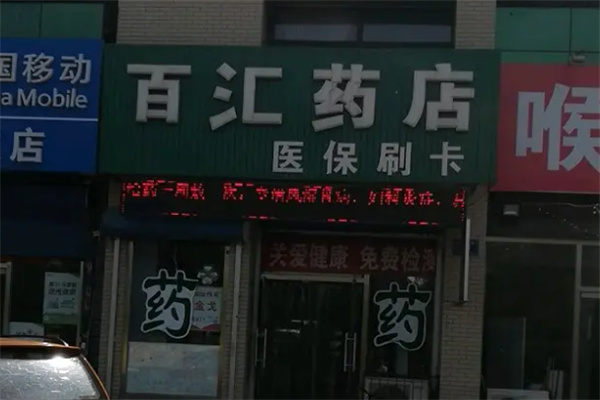 国移动
a Mobile
店
百汇药店
医保刷卡
喉
关爱健康 免费检测
药
药